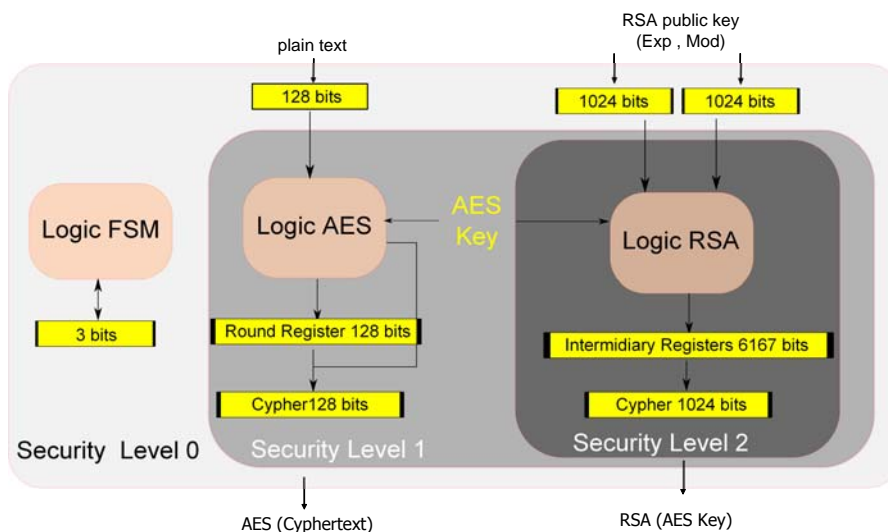 plain text
RSA public key
(Exp , Mod)
128 bits
1024 bits
1024 bits
Logic FSM
Logic AES
AES
Key
Logic RSA
3 bits
Round Register 128 bits
Intermidiary Registers 6167 bits
Cypher128 bits
Cypher 1024 bits
Security Level 0
Security Level 1
Security Level 2
AES (Cyphertext)
RSA (AES Key)